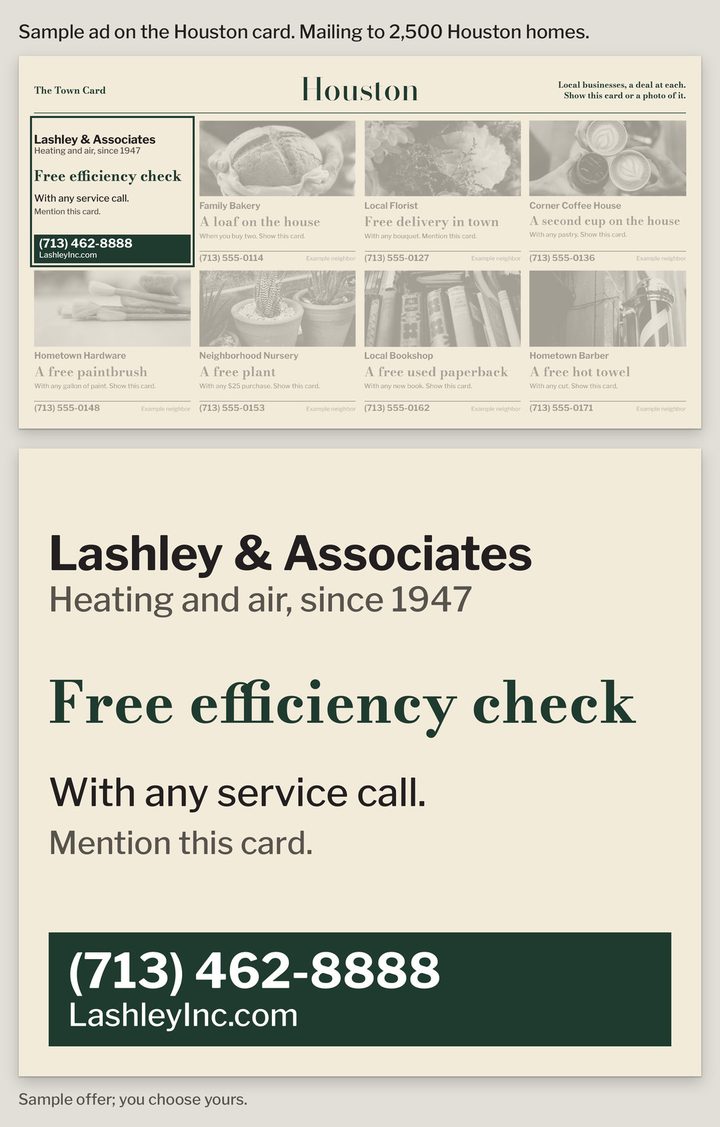 Sample ad on the Houston card. Mailing to 2,500 Houston homes.
The Town Card
Houston
Local businesses, a deal at each.
Show this card or a photo of it.
Lashley & Associates
Heating and air, since 1947
Free efficiency check
With any service call.
Mention this card.
(713) 462-8888
LashleyInc.com
Family Bakery
A loaf on the house
When you buy two. Show this card.
(713) 555-0114
Example neighbor
Local Florist
Free delivery in town
With any bouquet. Mention this card.
(713) 555-0127
Example neighbor
Corner Coffee House
A second cup on the house
With any pastry. Show this card.
(713) 555-0136
Example neighbor
Hometown Hardware
A free paintbrush
With any gallon of paint. Show this card.
(713) 555-0148
Example neighbor
Neighborhood Nursery
A free plant
With any $25 purchase. Show this card.
(713) 555-0153
Example neighbor
Local Bookshop
A free used paperback
With any new book. Show this card.
(713) 555-0162
Example neighbor
Hometown Barber
A free hot towel
With any cut. Show this card.
(713) 555-0171
Example neighbor
Lashley & Associates
Heating and air, since 1947
Free efficiency check
With any service call.
Mention this card.
(713) 462-8888
LashleyInc.com
Sample offer; you choose yours.